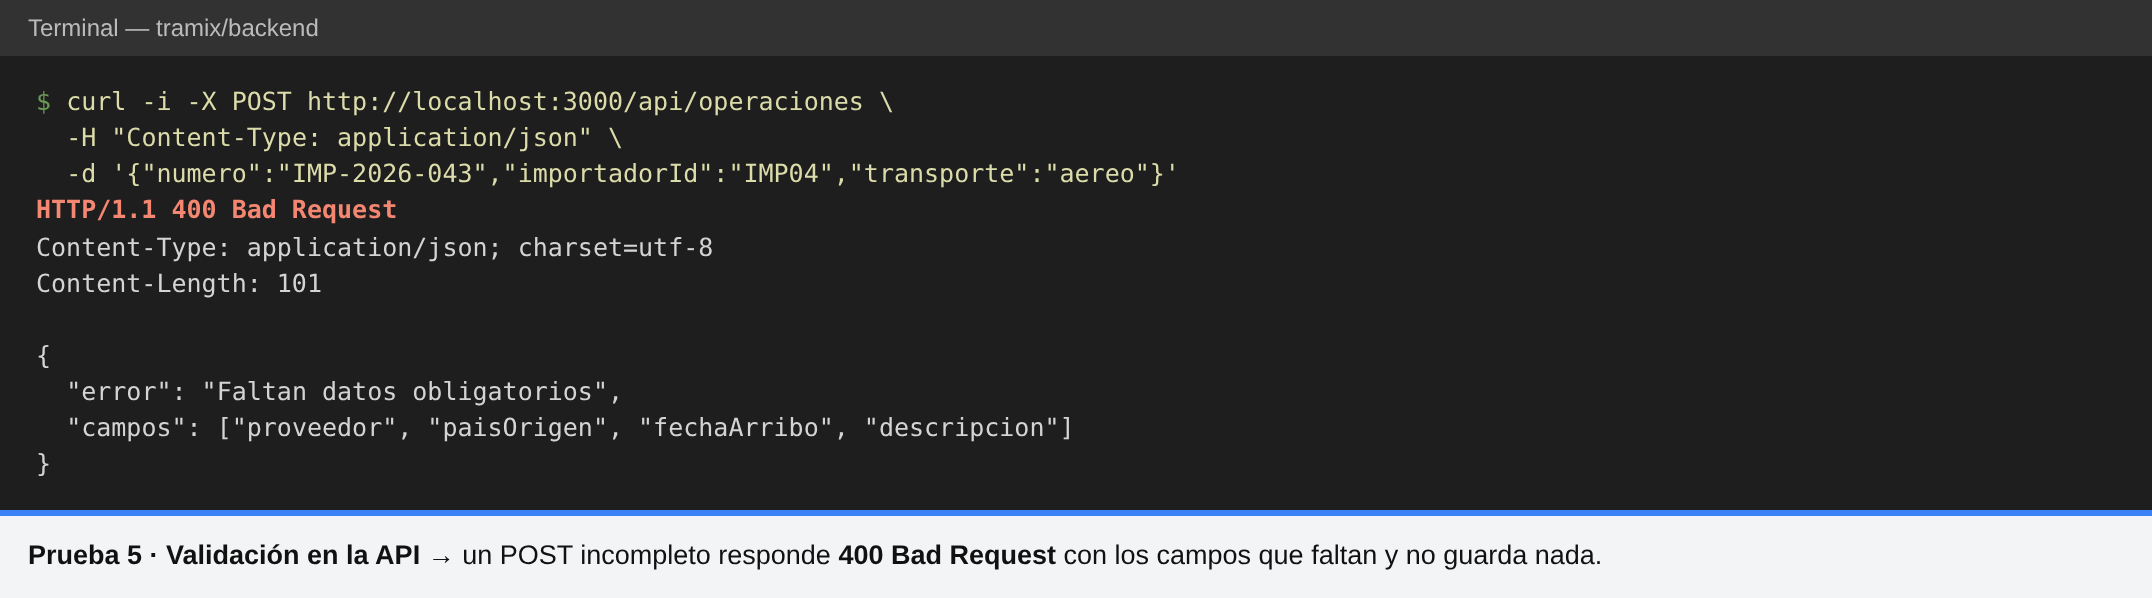 Terminal — tramix/backend
$ curl -i -X POST http://localhost:3000/api/operaciones \
-H "Content-Type: application/json" \
-d '{"numero":"IMP-2026-043","importadorId":"IMP04","transporte":"aereo"}'
HTTP/1.1 400 Bad Request
Content-Type: application/json; charset=utf-8
Content-Length: 101
{
"error": "Faltan datos obligatorios",
"campos": ["proveedor", "paisOrigen", "fechaArribo", "descripcion"]
}
Prueba 5 · Validación en la API → un POST incompleto responde 400 Bad Request con los campos que faltan y no guarda nada.